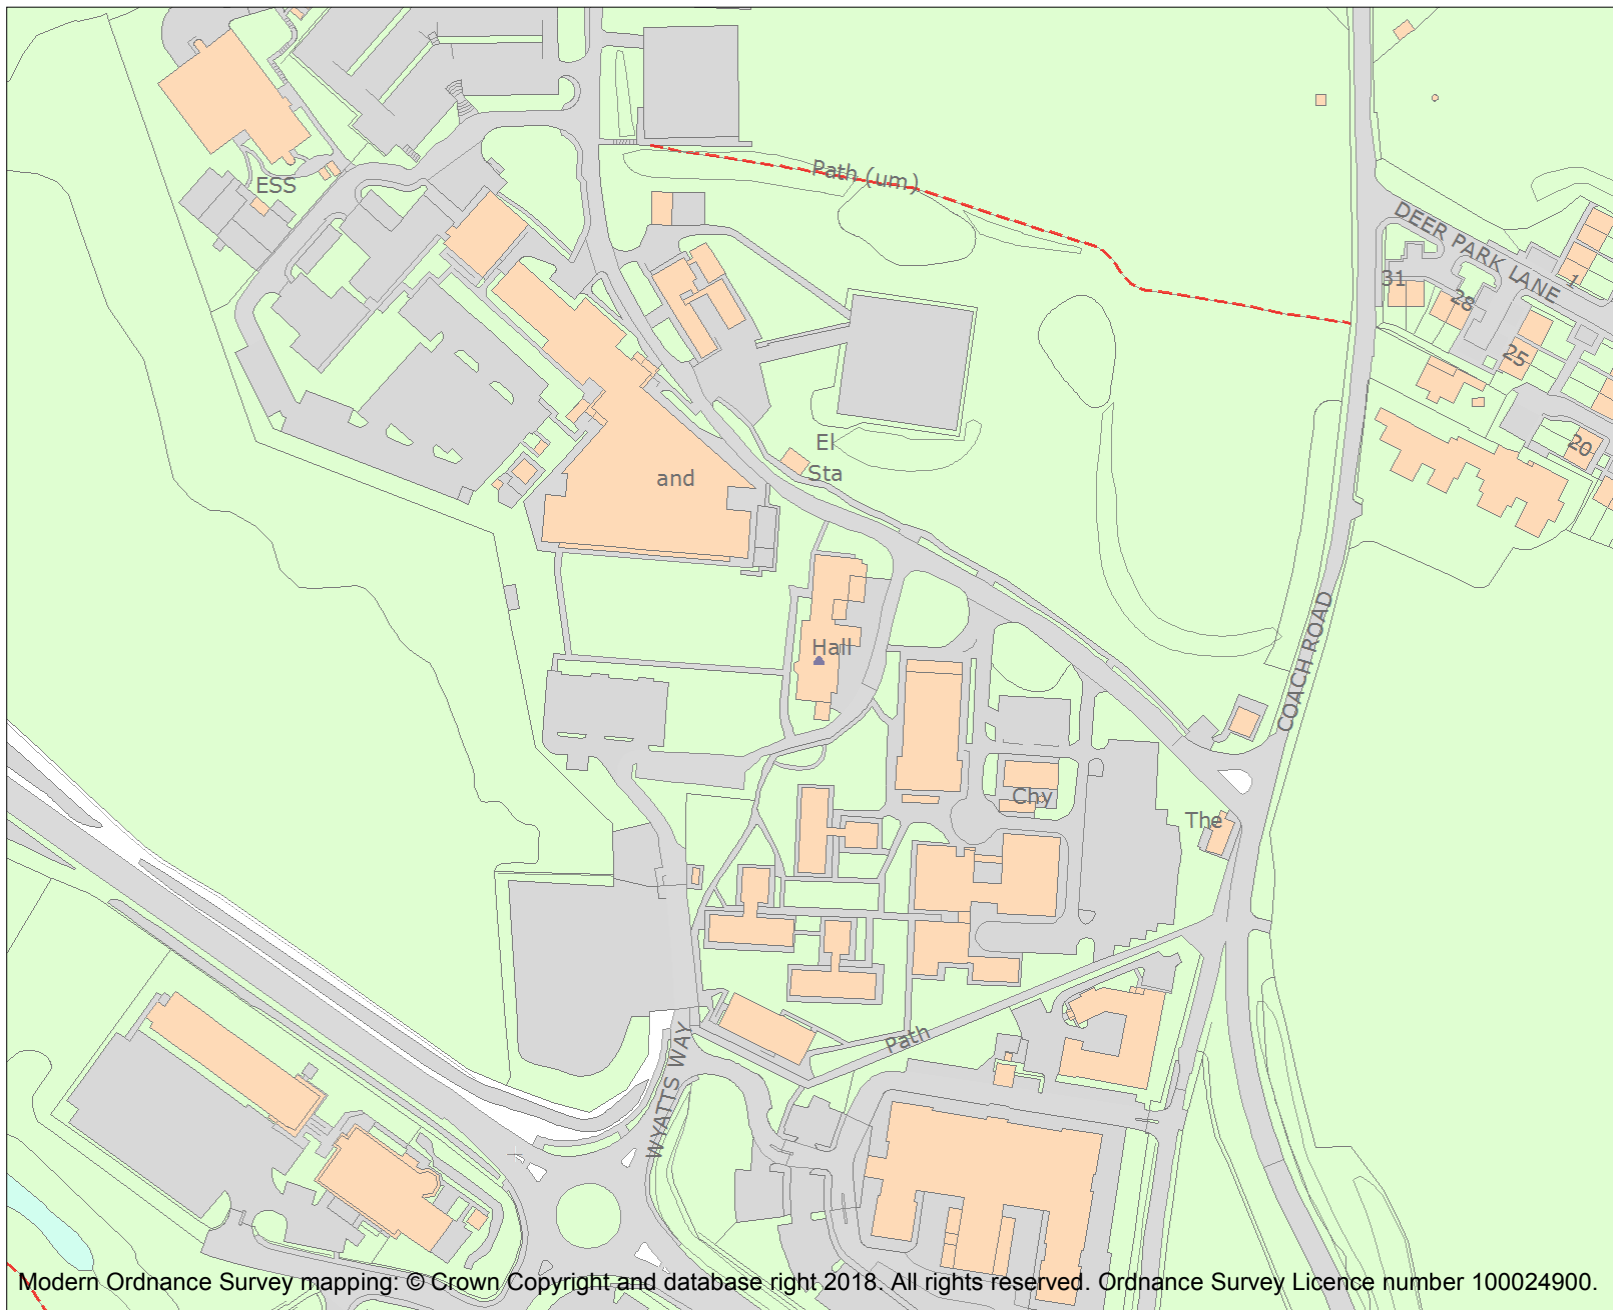 ESS
Path (um)
DEER PARK LANE
1
31
28
25
20
El
Sta
and
COACH ROAD
Hall
Chy
The
Path
WYATTS WAY
Modern Ordnance Survey mapping: © Crown Copyright and database right 2018. All rights reserved. Ordnance Survey Licence number 100024900.